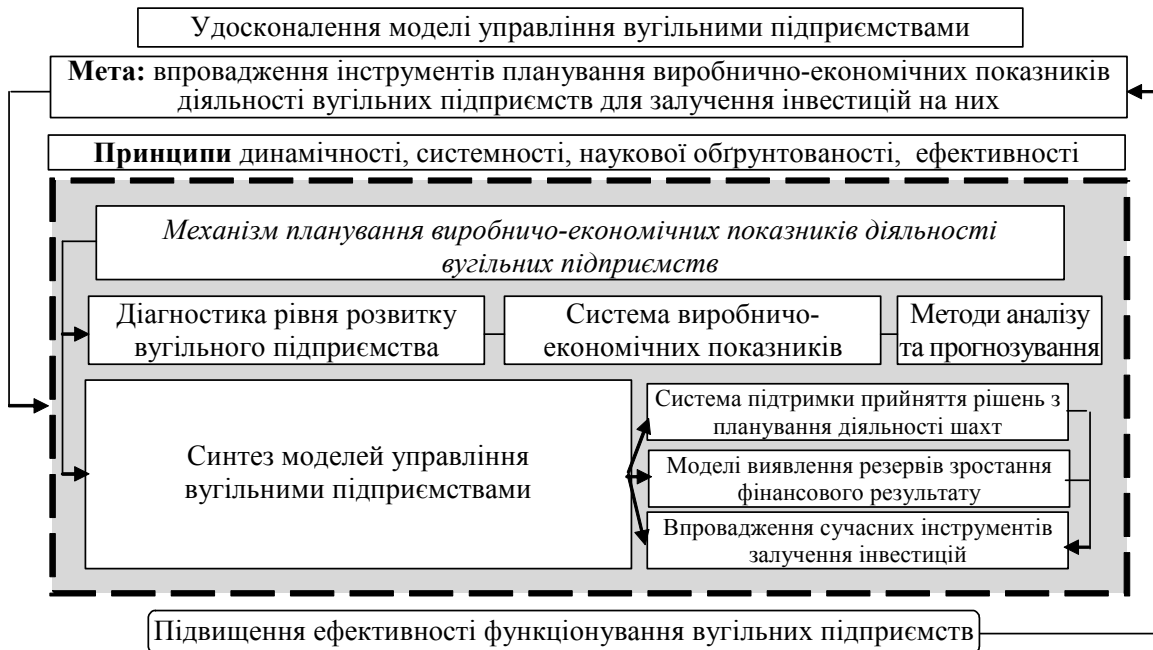 Удосконалення моделі управління вугільними підприємствами
Мета: впровадження інструментів планування виробнично-економічних показників
діяльності вугільних підприємств для залучення інвестицій на них
Принципи динамічності, системності, наукової обґрунтованості, ефективності
Механізм планування виробничо-економічних показників діяльності
вугільних підприємств
Діагностика рівня розвитку
вугільного підприємства
Система виробничо-
економічних показників
Методи аналізу
та прогнозування
Синтез моделей управління
вугільними підприємствами
Система підтримки прийняття рішень з
планування діяльності шахт
Моделі виявлення резервів зростання
фінансового результату
Впровадження сучасних інструментів
залучення інвестицій
Підвищення ефективності функціонування вугільних підприємств